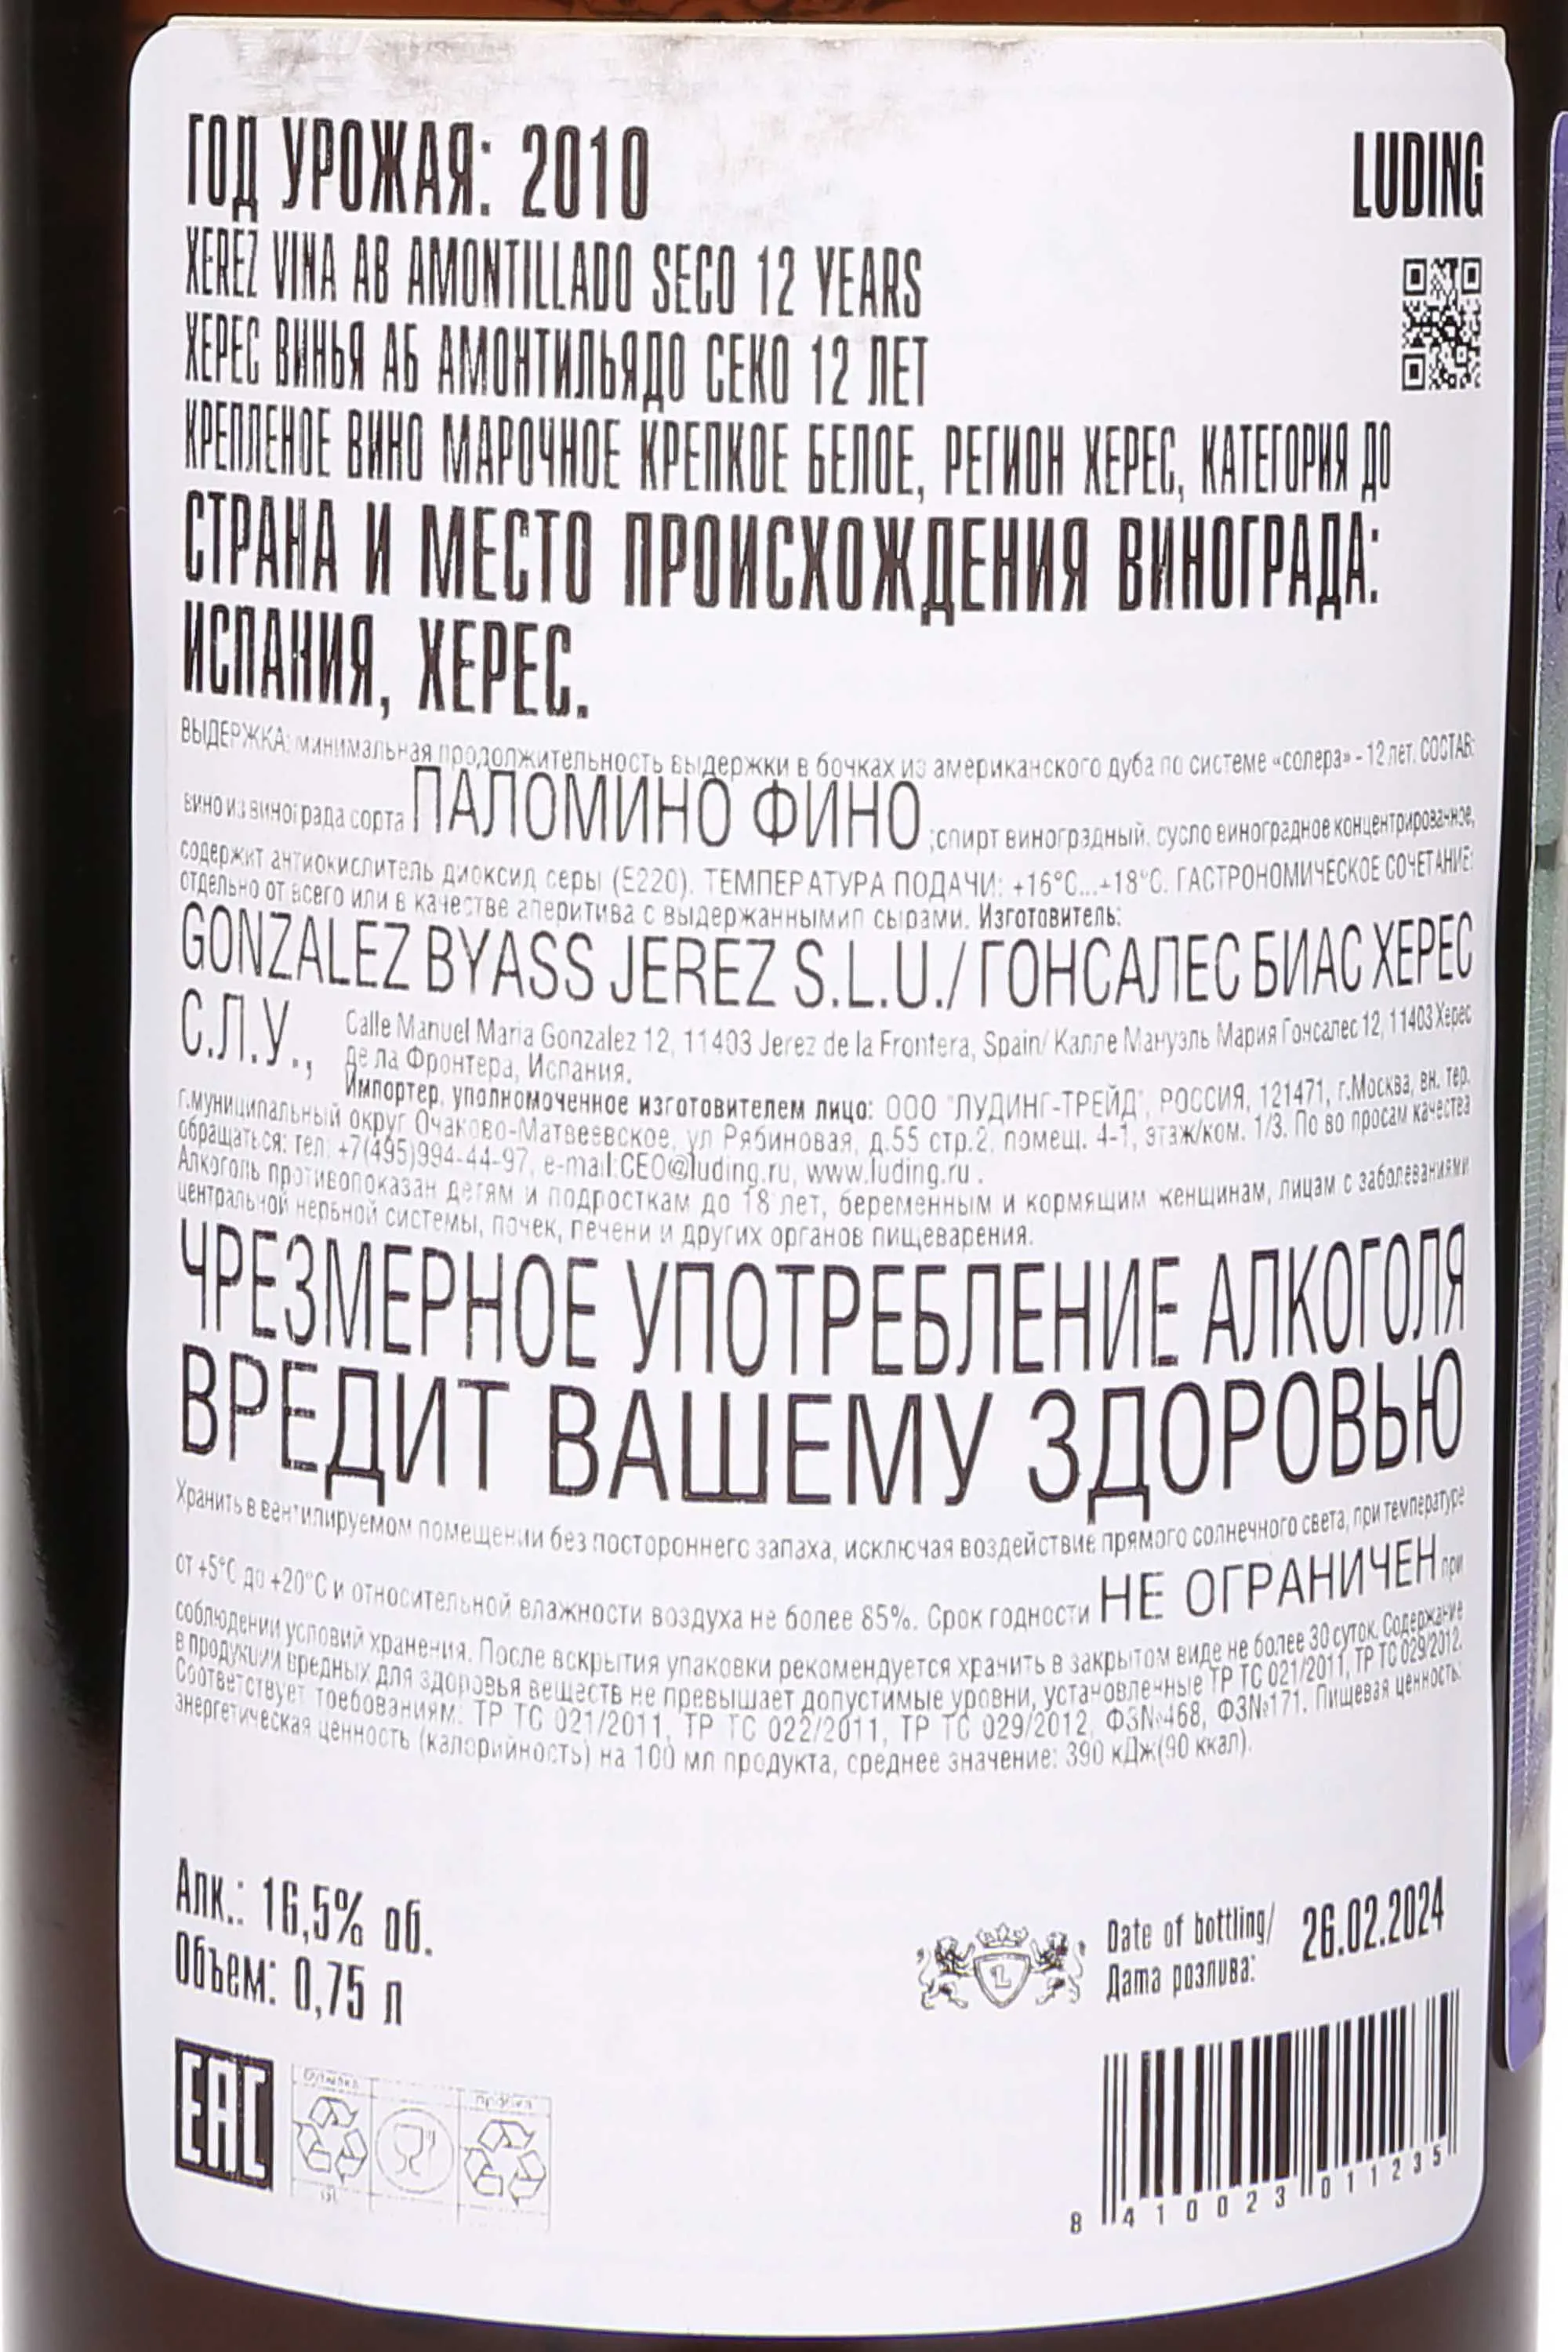 ГОД УРОЖАЯ: 2010
LUDING
XEREZ VINA AB AMONTILLADO SECO 12 YEARS
ХЕРЕС ВИНЬЯ АБ АМОНТИЛЬЯДО СЕКО 12 ЛЕТ
КРЕПЛЕНОЕ ВИНО МАРОЧНОЕ КРЕПКОЕ БЕЛОЕ, РЕГИОН ХЕРЕС, КАТЕГОРИЯ ДО
СТРАНА И МЕСТО ПРОИСХОЖДЕНИЯ ВИНОГРАДА:
ИСПАНИЯ, ХЕРЕС.
ВЫДЕРЖКА: минимальная продолжительность выдержки в бочках из американского дуба по системе «солера» - 12 лет. СОСТАВ:
вино из винограда сорта ПАЛОМИНО ФИНО ;спирт виноградный, сусло виноградное концентрированное,
содержит антиокислитель диоксид серы (Е220). ТЕМПЕРАТУРА ПОДАЧИ: +16°С...+18°С. ГАСТРОНОМИЧЕСКОЕ СОЧЕТАНИЕ:
отдельно от всего или в качестве аперитива с выдержаннымип сырами. Изготовитель:
GONZALEZ BYASS JEREZ S.L.U./ ГОНСАЛЕС БИАС ХЕРЕС
С.Л.У., Calle Manuel Maria Gonzalez 12, 11403 Jerez de la Frontera, Spain/ Калле Мануэль Мария Гонсалес 12, 11403 Херес
де ла Фронтера, Испания.
Импортер, уполномоченное изготовителем лицо: ООО "ЛУДИНГ-ТРЕЙД", РОССИЯ, 121471, г.Москва, вн. тер.
г.муниципальный округ Очаково-Матвеевское, ул Рябиновая, д.55 стр.2, помещ. 4-1, этаж/ком. 1/3. По во просам качества
обращаться: тел. +7(495)994-44-97, e-mail:CEO@luding.ru, www.luding.ru .
Алкоголь противопоказан детям и подросткам до 18 лет, беременным и кормящим женщинам, лицам с заболеваниями
центральной нервной системы, почек, печени и других органов пищеварения.
ЧРЕЗМЕРНОЕ УПОТРЕБЛЕНИЕ АЛКОГОЛЯ
ВРЕДИТ ВАШЕМУ ЗДОРОВЬЮ
Хранить в вентилируемом помещении без постороннего запаха, исключая воздействие прямого солнечного света, при температуре
от +5°С до +20°С и относительной влажности воздуха не более 85%. Срок годности НЕ ОГРАНИЧЕН при
соблюдении условий хранения. После вскрытия упаковки рекомендуется хранить в закрытом виде не более 30 суток. Содержание
в продукции вредных для здоровья веществ не превышает допустимые уровни, установленные ТР ТС 021/2011, ТР ТС 029/2012.
Соответствует требованиям: ТР ТС 021/2011, ТР ТС 022/2011, ТР ТС 029/2012, ФЗ№468, ФЗ№171. Пищевая ценность:
энергетическая ценность (калорийность) на 100 мл продукта, среднее значение: 390 кДж(90 ккал).
Алк.: 16,5% об.
Объем: 0,75 л
Date of bottling/ 26.02.2024
Дата розлива:
L
EAC
8 410023 011235